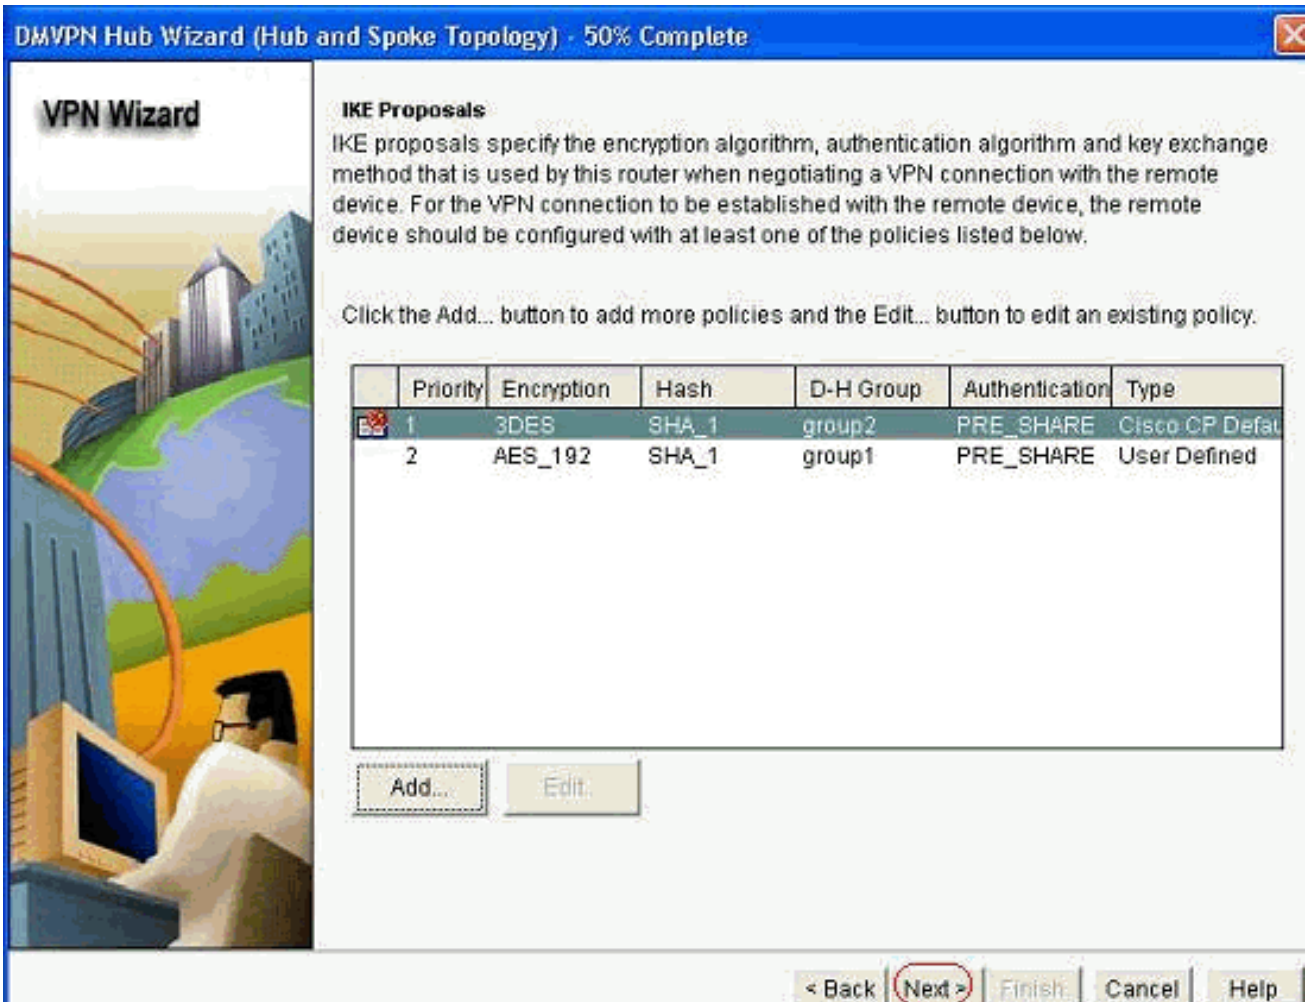 DMVPN Hub Wizard (Hub and Spoke Topology) - 50% Complete
VPN Wizard
IKE Proposals
IKE proposals specify the encryption algorithm, authentication algorithm and key exchange
method that is used by this router when negotiating a VPN connection with the remote
device. For the VPN connection to be established with the remote device, the remote
device should be configured with at least one of the policies listed below.
Click the Add... button to add more policies and the Edit... button to edit an existing policy.
Priority Encryption Hash D-H Group Authentication Type
1 3DES SHA_1 group2 PRE_SHARE Cisco CP Defau
2 AES_192 SHA_1 group1 PRE_SHARE User Defined
Add... Edit...
< Back Next > Finish Cancel Help